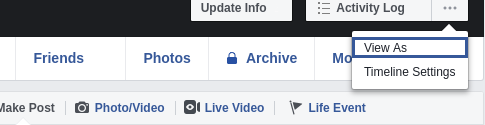 Update Info Activity Log
View As
Friends Photos Archive Mo
Timeline Settings
Make Post Photo/Video Live Video Life Event